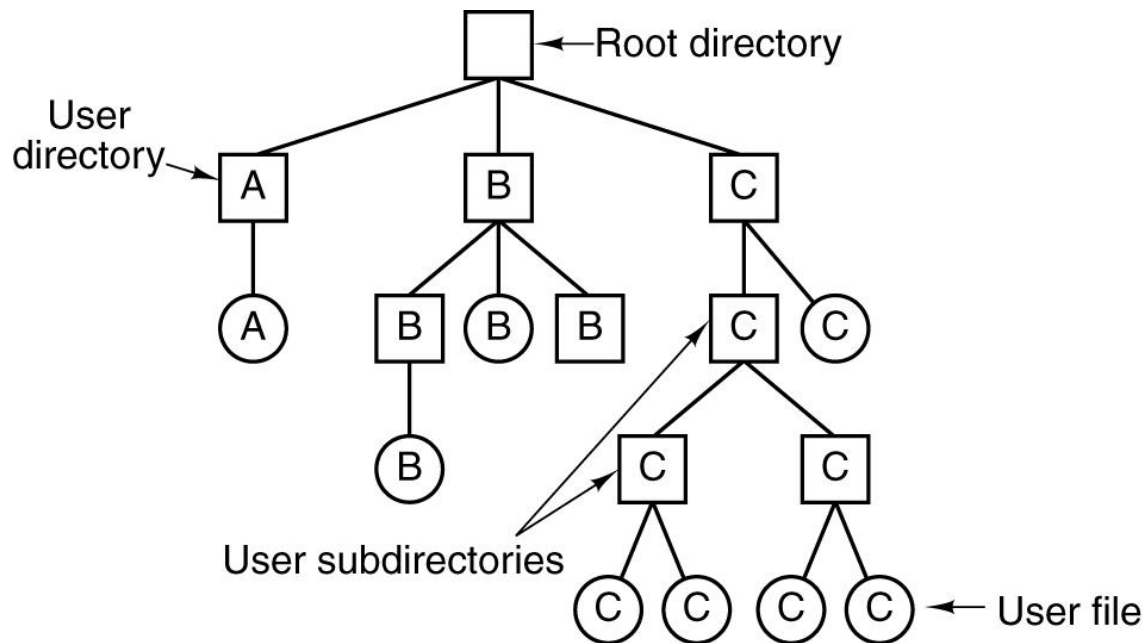 Root directory
User
directory
A B C
A B B B C C
B C C
User subdirectories
C C C C
User file